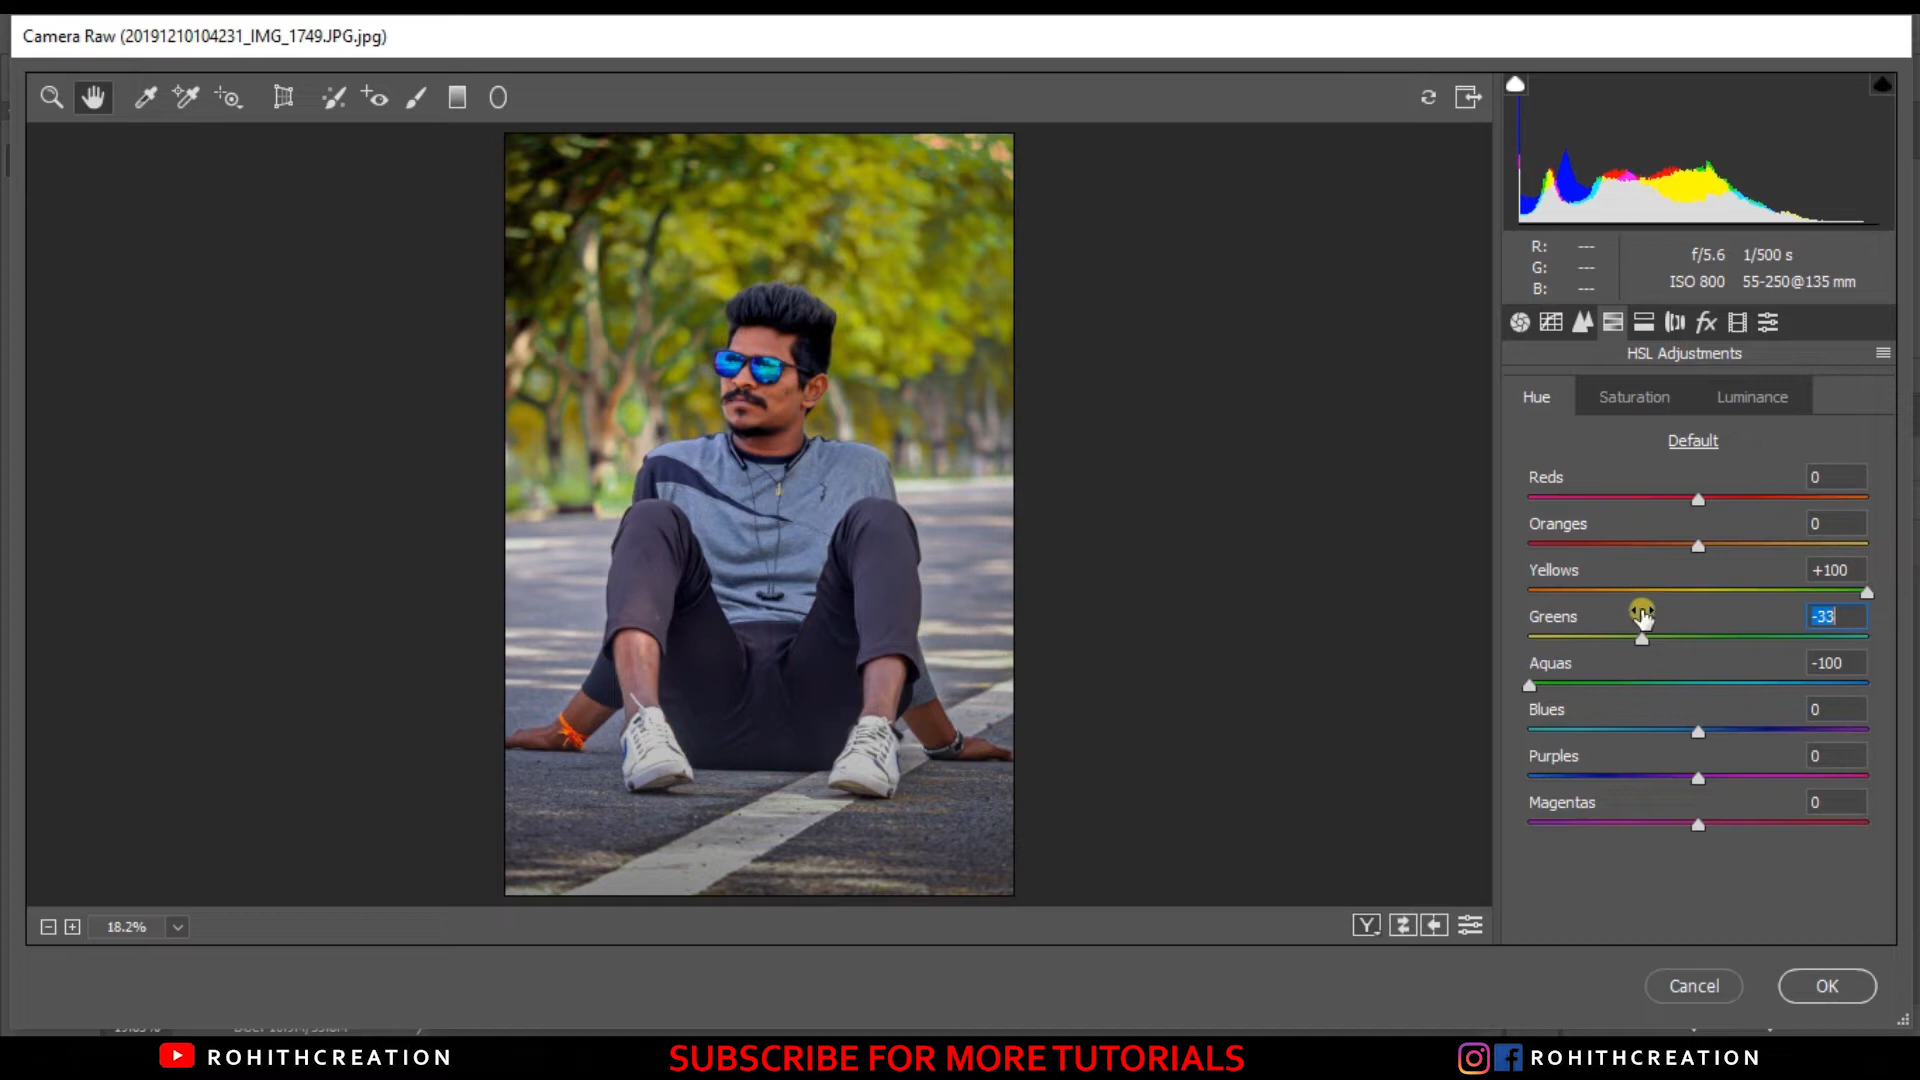 Camera Raw (20191210104231_IMG_1749.JPG.jpg)
R: ---
G: ---
B: ---
f/5.6 1/500 s
ISO 800 55-250@135 mm
fx
HSL Adjustments
Hue Saturation Luminance
Default
Reds 0
Oranges 0
Yellows +100
Greens -33
Aquas -100
Blues 0
Purples 0
Magentas 0
18.2%
Y
Cancel OK
ROHITHCREATION
SUBSCRIBE FOR MORE TUTORIALS
ROHITHCREATION